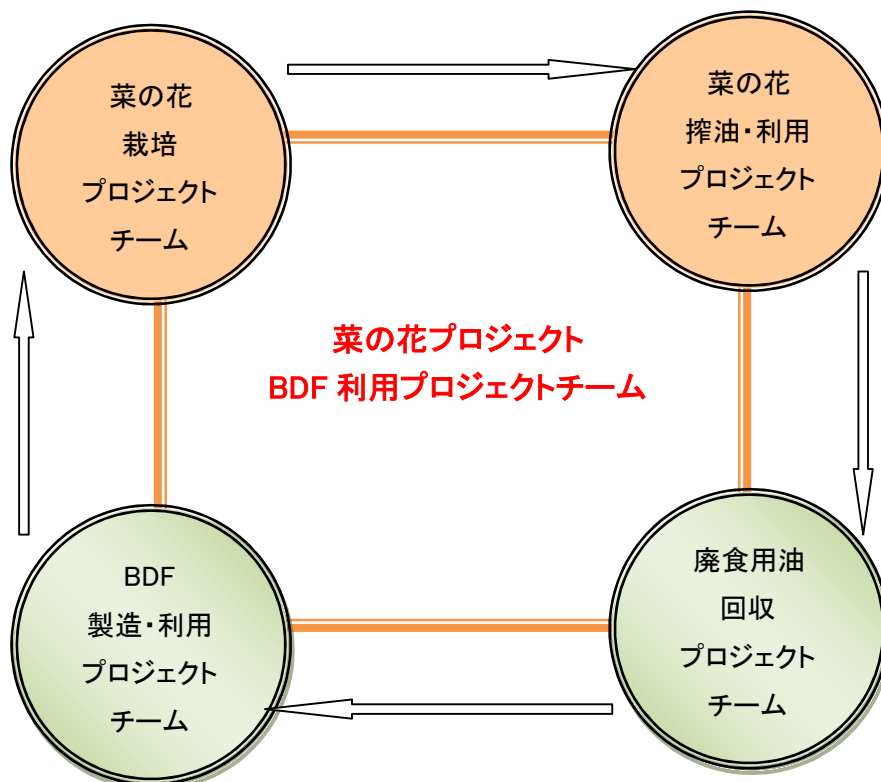 菜の花
栽培
プロジェクト
チーム
菜の花
搾油・利用
プロジェクト
チーム
菜の花プロジェクト
BDF 利用プロジェクトチーム
BDF
製造・利用
プロジェクト
チーム
廃食用油
回収
プロジェクト
チーム